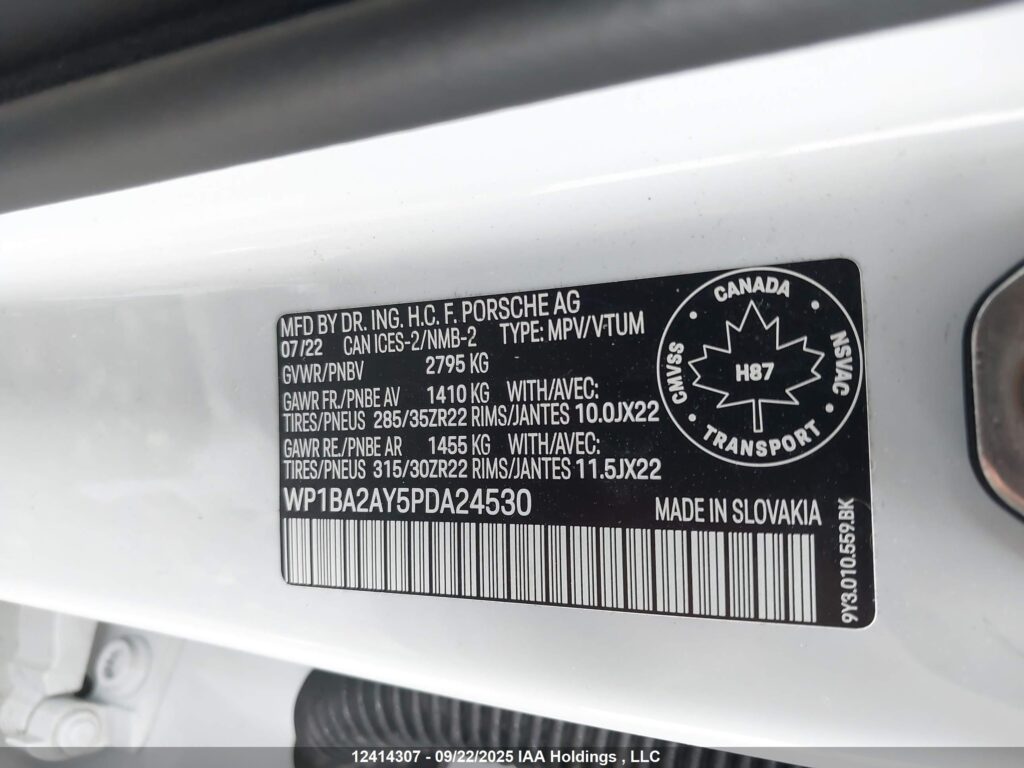 MFD BY DR. ING. H.C. F. PORSCHE AG
07/22 CAN ICES-2/NMB-2 TYPE: MPV/VTUM
GVWR/PNBV 2795 KG
GAWR FR./PNBE AV 1410 KG WITH/AVEC:
TIRES/PNEUS 285/35ZR22 RIMS/JANTES 10.0JX22
GAWR RE./PNBE AR 1455 KG WITH/AVEC:
TIRES/PNEUS 315/30ZR22 RIMS/JANTES 11.5JX22
WP1BA2AY5PDA24530
MADE IN SLOVAKIA
CANADA
CMVSS
H87
NSVAC
• TRANSPORT •
9Y3.010.559.BK
12414307 - 09/22/2025 IAA Holdings , LLC